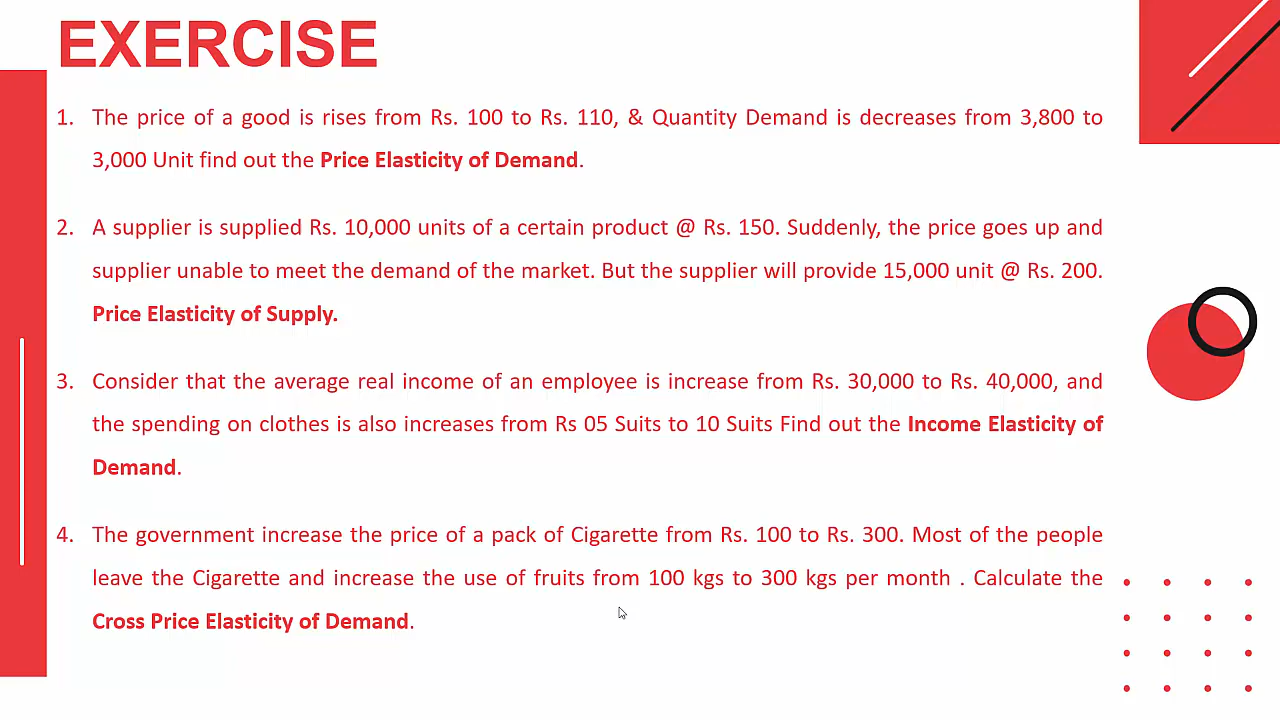 EXERCISE
1. The price of a good is rises from Rs. 100 to Rs. 110, & Quantity Demand is decreases from 3,800 to
3,000 Unit find out the Price Elasticity of Demand.
2. A supplier is supplied Rs. 10,000 units of a certain product @ Rs. 150. Suddenly, the price goes up and
supplier unable to meet the demand of the market. But the supplier will provide 15,000 unit @ Rs. 200.
Price Elasticity of Supply.
3. Consider that the average real income of an employee is increase from Rs. 30,000 to Rs. 40,000, and
the spending on clothes is also increases from Rs 05 Suits to 10 Suits Find out the Income Elasticity of
Demand.
4. The government increase the price of a pack of Cigarette from Rs. 100 to Rs. 300. Most of the people
leave the Cigarette and increase the use of fruits from 100 kgs to 300 kgs per month . Calculate the
Cross Price Elasticity of Demand.